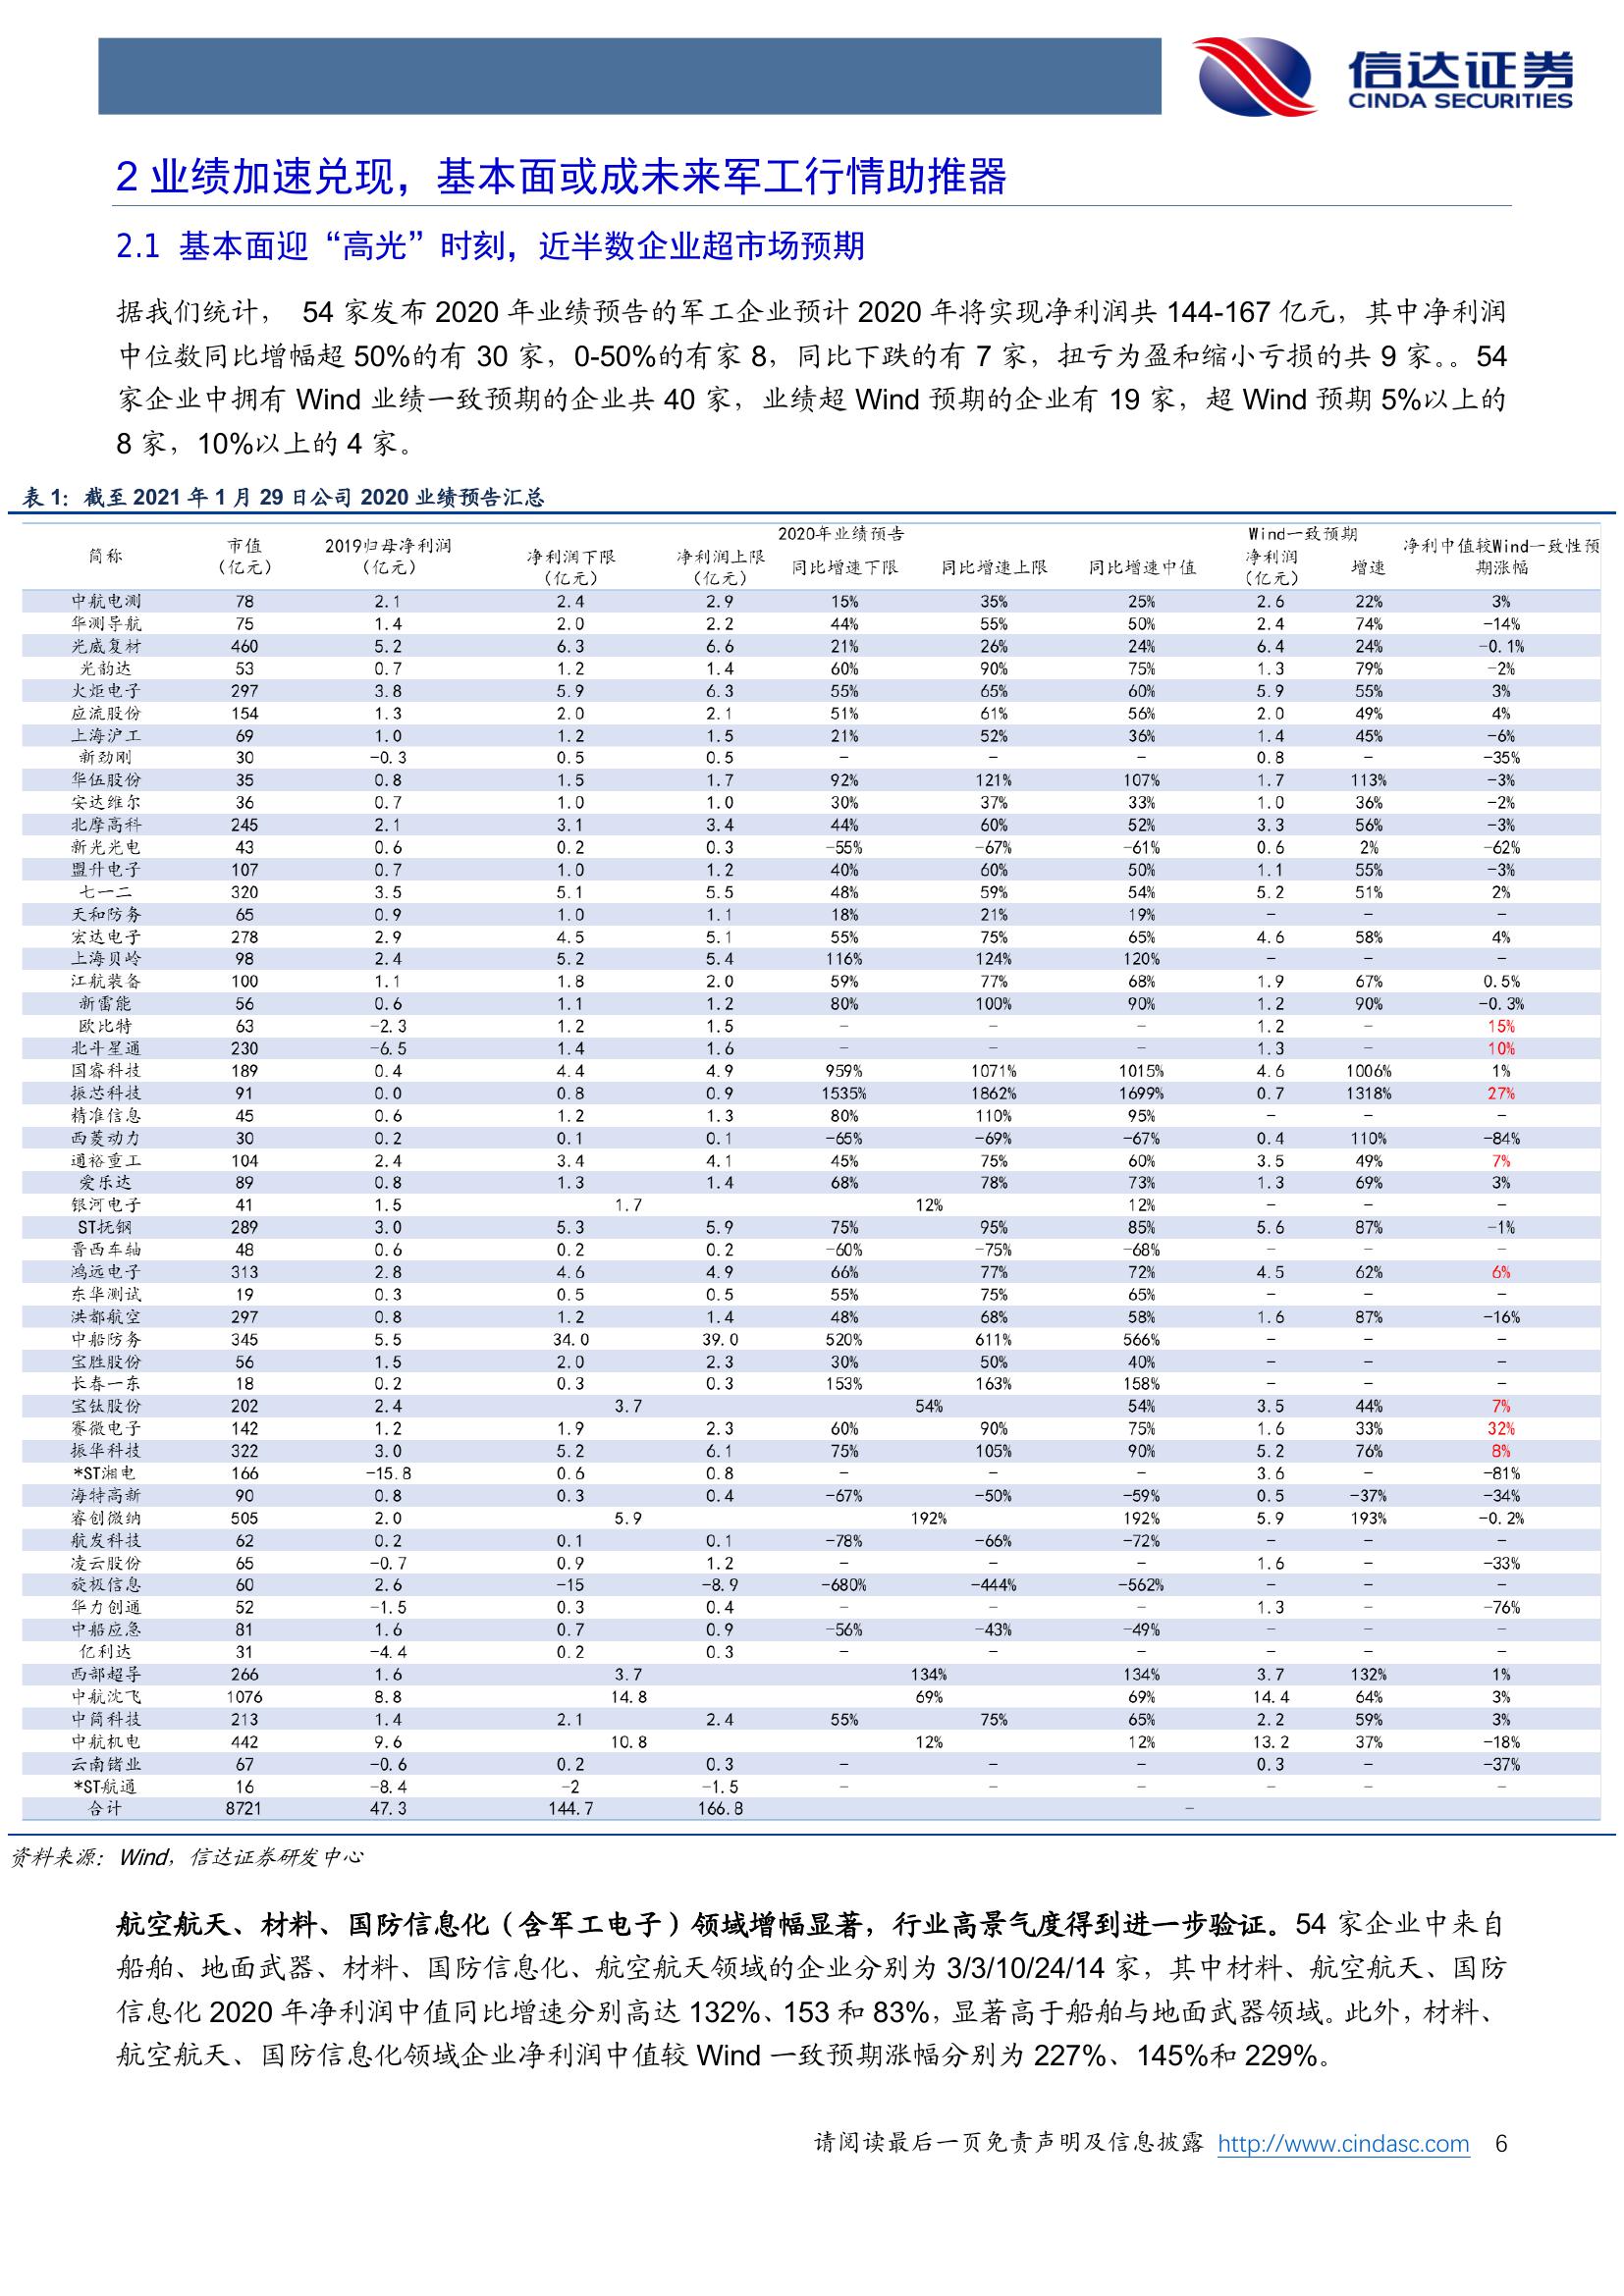 信达证券
CINDA SECURITIES
2 业绩加速兑现，基本面或成未来军工行情助推器
2.1 基本面迎“高光”时刻，近半数企业超市场预期
据我们统计， 54 家发布 2020 年业绩预告的军工企业预计 2020 年将实现净利润共 144-167 亿元，其中净利润
中位数同比增幅超 50%的有 30 家，0-50%的有家 8，同比下跌的有 7 家，扭亏为盈和缩小亏损的共 9 家。。54
家企业中拥有 Wind 业绩一致预期的企业共 40 家，业绩超 Wind 预期的企业有 19 家，超 Wind 预期 5%以上的
8 家，10%以上的 4 家。
表 1：截至 2021 年 1 月 29 日公司 2020 业绩预告汇总
简称 市值（亿元） 2019归母净利润（亿元） 2020年业绩预告 净利润下限（亿元） 净利润上限（亿元） 同比增速下限 同比增速上限 同比增速中值 Wind一致预期 净利润（亿元） 增速 净利中值较Wind一致性预期涨幅
中航电测 78 2.1 2.4 2.9 15% 35% 25% 2.6 22% 3%
华测导航 75 1.4 2.0 2.2 44% 55% 50% 2.4 74% -14%
光威复材 460 5.2 6.3 6.6 21% 26% 24% 6.4 24% -0.1%
光韵达 53 0.7 1.2 1.4 60% 90% 75% 1.3 79% -2%
火炬电子 297 3.8 5.9 6.3 55% 65% 60% 5.9 55% 3%
应流股份 154 1.3 2.0 2.1 51% 61% 56% 2.0 49% 4%
上海沪工 69 1.0 1.2 1.5 21% 52% 36% 1.4 45% -6%
新劲刚 30 -0.3 0.5 0.5 - - - 0.8 - -35%
华伍股份 35 0.8 1.5 1.7 92% 121% 107% 1.7 113% -3%
安达维尔 36 0.7 1.0 1.0 30% 37% 33% 1.0 36% -2%
北摩高科 245 2.1 3.1 3.4 44% 60% 52% 3.3 56% -3%
新光光电 43 0.6 0.2 0.3 -55% -67% -61% 0.6 2% -62%
盟升电子 107 0.7 1.0 1.2 40% 60% 50% 1.1 55% -3%
七一二 320 3.5 5.1 5.5 48% 59% 54% 5.2 51% 2%
天和防务 65 0.9 1.0 1.1 18% 21% 19% - - -
宏达电子 278 2.9 4.5 5.1 55% 75% 65% 4.6 58% 4%
上海贝岭 98 2.4 5.2 5.4 116% 124% 120% - - -
江航装备 100 1.1 1.8 2.0 59% 77% 68% 1.9 67% 0.5%
新雷能 56 0.6 1.1 1.2 80% 100% 90% 1.2 90% -0.3%
欧比特 63 -2.3 1.2 1.5 - - - 1.2 - 15%
北斗星通 230 -6.5 1.4 1.6 - - - 1.3 - 10%
国睿科技 189 0.4 4.4 4.9 959% 1071% 1015% 4.6 1006% 1%
振芯科技 91 0.0 0.8 0.9 1535% 1862% 1699% 0.7 1318% 27%
精准信息 45 0.6 1.2 1.3 80% 110% 95% - - -
西菱动力 30 0.2 0.1 0.1 -65% -69% -67% 0.4 110% -84%
通裕重工 104 2.4 3.4 4.1 45% 75% 60% 3.5 49% 7%
爱乐达 89 0.8 1.3 1.4 68% 78% 73% 1.3 69% 3%
银河电子 41 1.5 1.7 12% 12% - - -
ST抚钢 289 3.0 5.3 5.9 75% 95% 85% 5.6 87% -1%
晋西车轴 48 0.6 0.2 0.2 -60% -75% -68% - - -
鸿远电子 313 2.8 4.6 4.9 66% 77% 72% 4.5 62% 6%
东华测试 19 0.3 0.5 0.5 55% 75% 65% - - -
洪都航空 297 0.8 1.2 1.4 48% 68% 58% 1.6 87% -16%
中船防务 345 5.5 34.0 39.0 520% 611% 566% - - -
宝胜股份 56 1.5 2.0 2.3 30% 50% 40% - - -
长春一东 18 0.2 0.3 0.3 153% 163% 158% - - -
宝钛股份 202 2.4 3.7 54% 54% 3.5 44% 7%
赛微电子 142 1.2 1.9 2.3 60% 90% 75% 1.6 33% 32%
振华科技 322 3.0 5.2 6.1 75% 105% 90% 5.2 76% 8%
*ST湘电 166 -15.8 0.6 0.8 - - - 3.6 - -81%
海特高新 90 0.8 0.3 0.4 -67% -50% -59% 0.5 -37% -34%
睿创微纳 505 2.0 5.9 192% 192% 5.9 193% -0.2%
航发科技 62 0.2 0.1 0.1 -78% -66% -72% - - -
凌云股份 65 -0.7 0.9 1.2 - - - 1.6 - -33%
旋极信息 60 2.6 -15 -8.9 -680% -444% -562% - - -
华力创通 52 -1.5 0.3 0.4 - - - 1.3 - -76%
中船应急 81 1.6 0.7 0.9 -56% -43% -49% - - -
亿利达 31 -4.4 0.2 0.3 - - - - - -
西部超导 266 1.6 3.7 134% 134% 3.7 132% 1%
中航沈飞 1076 8.8 14.8 69% 69% 14.4 64% 3%
中简科技 213 1.4 2.1 2.4 55% 75% 65% 2.2 59% 3%
中航机电 442 9.6 10.8 12% 12% 13.2 37% -18%
云南锗业 67 -0.6 0.2 0.3 - - - 0.3 - -37%
*ST航通 16 -8.4 -2 -1.5 - - - - - -
合计 8721 47.3 144.7 166.8 -
资料来源：Wind，信达证券研发中心
航空航天、材料、国防信息化（含军工电子）领域增幅显著，行业高景气度得到进一步验证。54 家企业中来自
船舶、地面武器、材料、国防信息化、航空航天领域的企业分别为 3/3/10/24/14 家，其中材料、航空航天、国防
信息化 2020 年净利润中值同比增速分别高达 132%、153 和 83%，显著高于船舶与地面武器领域。此外，材料、
航空航天、国防信息化领域企业净利润中值较 Wind 一致预期涨幅分别为 227%、145%和 229%。
请阅读最后一页免责声明及信息披露 http://www.cindasc.com 6